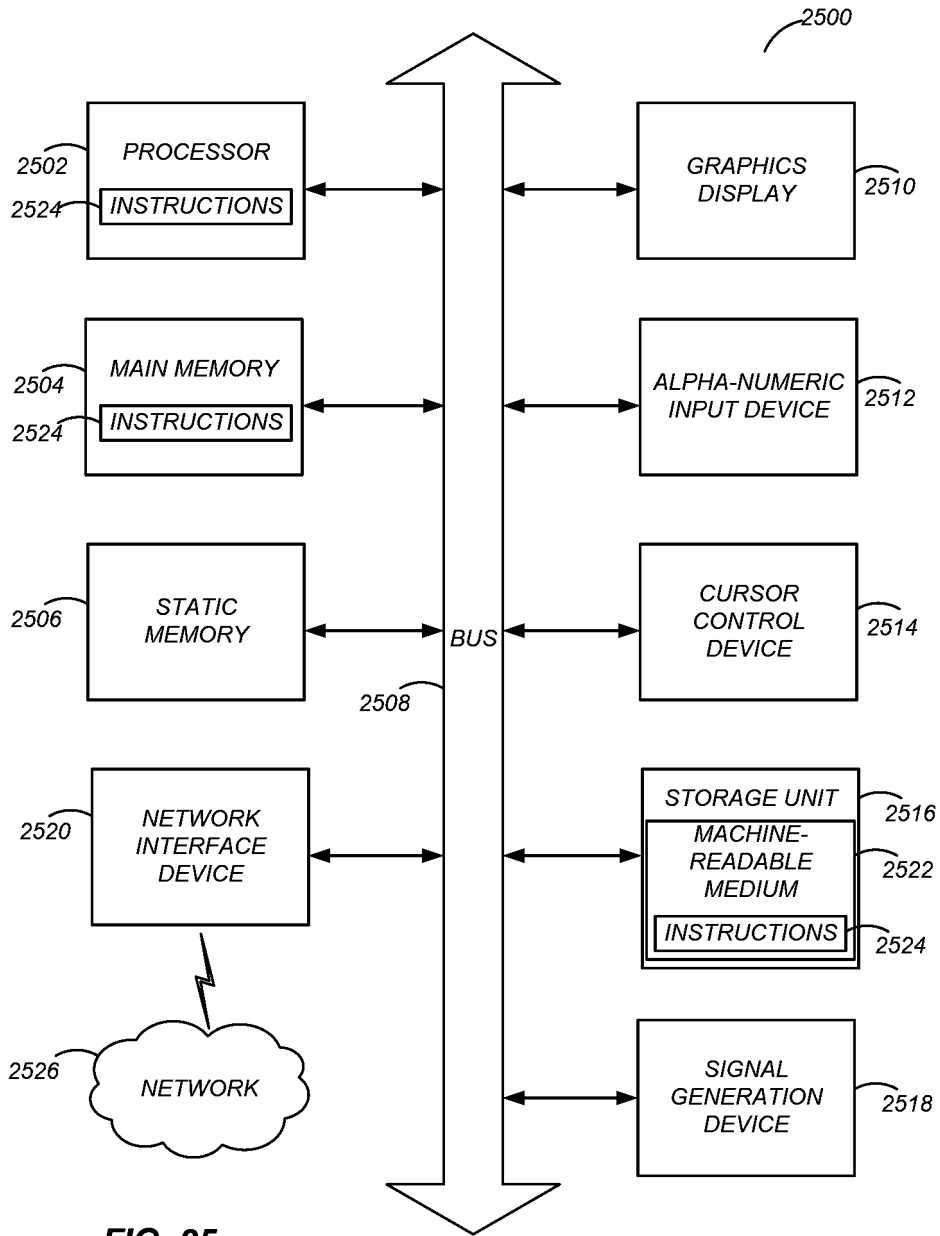 2500
PROCESSOR
2502
INSTRUCTIONS
2524
GRAPHICS
DISPLAY
2510
MAIN MEMORY
2504
INSTRUCTIONS
2524
ALPHA-NUMERIC
INPUT DEVICE
2512
STATIC
MEMORY
2506
BUS
2508
CURSOR
CONTROL
DEVICE
2514
NETWORK
INTERFACE
DEVICE
2520
STORAGE UNIT
2516
MACHINE-
READABLE
MEDIUM
2522
INSTRUCTIONS
2524
NETWORK
2526
SIGNAL
GENERATION
DEVICE
2518